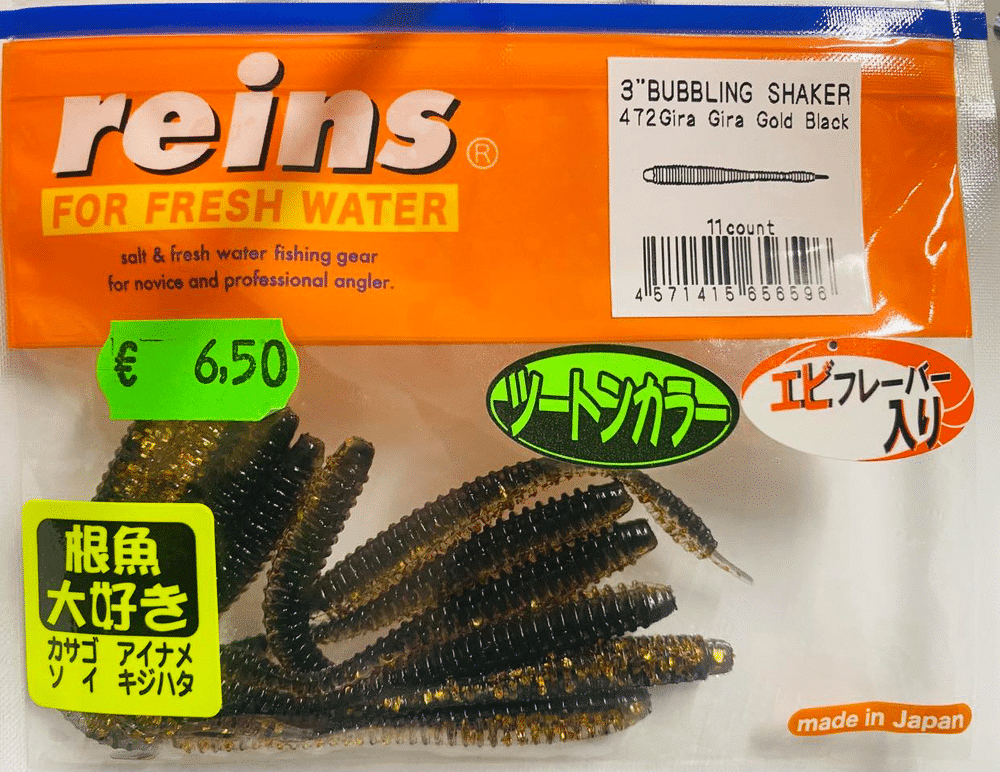 reins®
FOR FRESH WATER
salt & fresh water fishing gear
for novice and professional angler.
3"BUBBLING SHAKER
472Gira Gira Gold Black
11count
4 571415 656596
€ 6,50
ツートンカラー
エビフレーバー
入り
根魚
大好き
カサゴ アイナメ
ソイ キジハタ
made in Japan